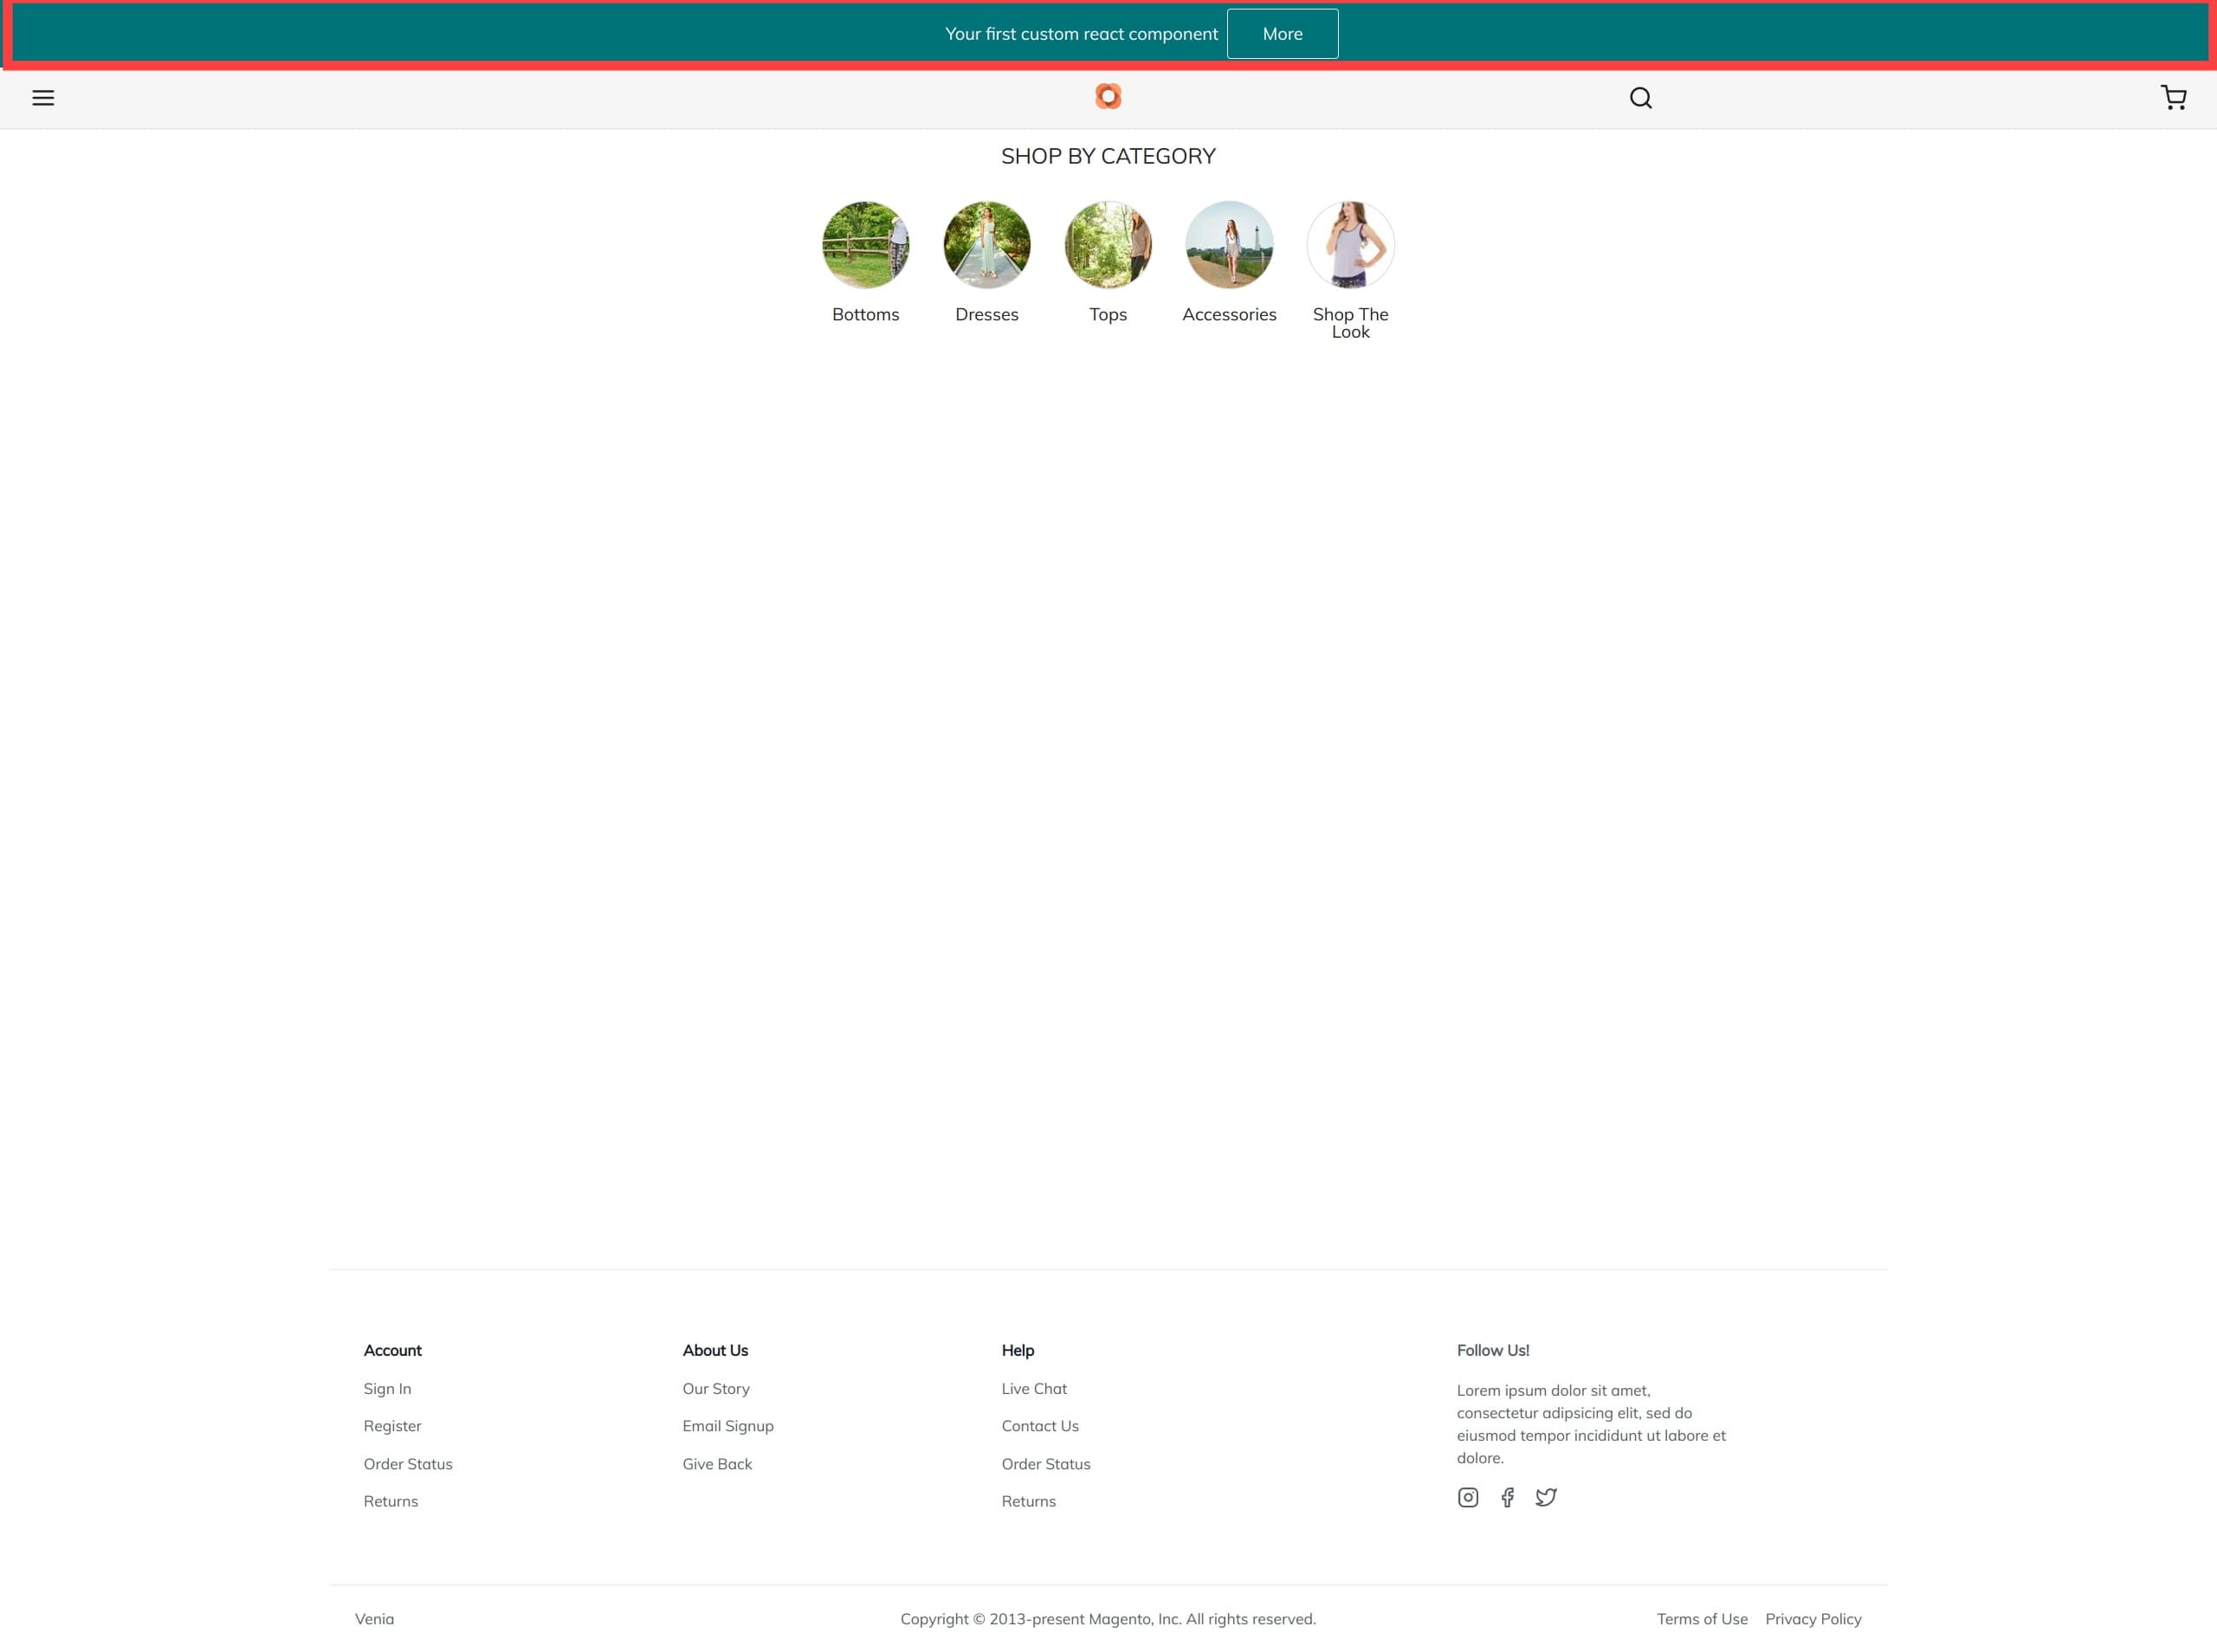 Your first custom react component More
SHOP BY CATEGORY
Bottoms Dresses Tops Accessories Shop The
Look
Account
Sign In
Register
Order Status
Returns
About Us
Our Story
Email Signup
Give Back
Help
Live Chat
Contact Us
Order Status
Returns
Follow Us!
Lorem ipsum dolor sit amet,
consectetur adipsicing elit, sed do
eiusmod tempor incididunt ut labore et
dolore.
Venia Copyright © 2013-present Magento, Inc. All rights reserved. Terms of Use Privacy Policy